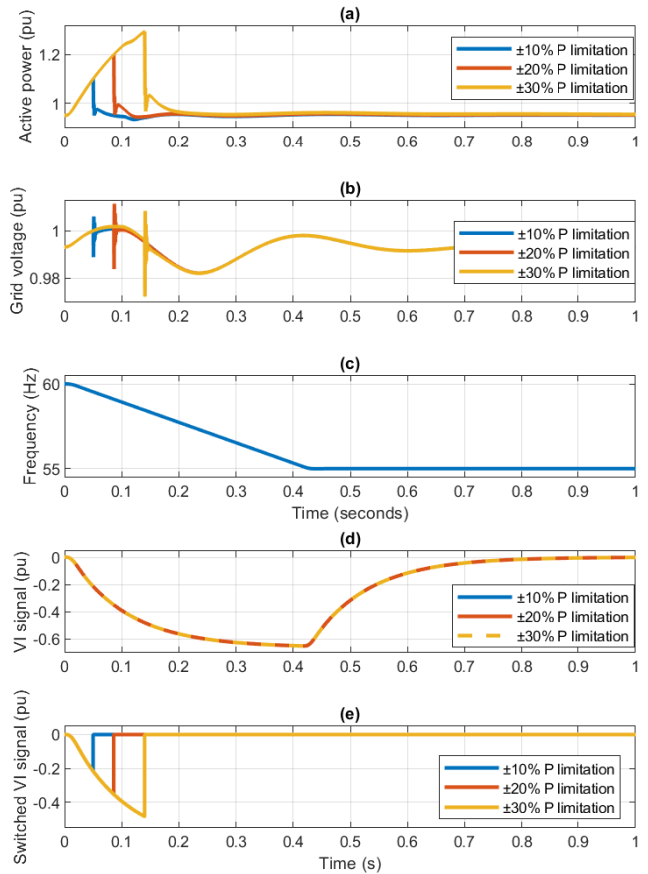 (a)
Active power (pu)
1.2
1
±10% P limitation
±20% P limitation
±30% P limitation
0 0.1 0.2 0.3 0.4 0.5 0.6 0.7 0.8 0.9 1
(b)
Grid voltage (pu)
1
0.98
±10% P limitation
±20% P limitation
±30% P limitation
0 0.1 0.2 0.3 0.4 0.5 0.6 0.7 0.8 0.9 1
(c)
Frequency (Hz)
60
55
0 0.1 0.2 0.3 0.4 0.5 0.6 0.7 0.8 0.9 1
Time (seconds)
(d)
VI signal (pu)
0
-0.2
-0.4
-0.6
±10% P limitation
±20% P limitation
±30% P limitation
0 0.1 0.2 0.3 0.4 0.5 0.6 0.7 0.8 0.9 1
(e)
Switched VI signal (pu)
0
-0.2
-0.4
±10% P limitation
±20% P limitation
±30% P limitation
0 0.1 0.2 0.3 0.4 0.5 0.6 0.7 0.8 0.9 1
Time (s)